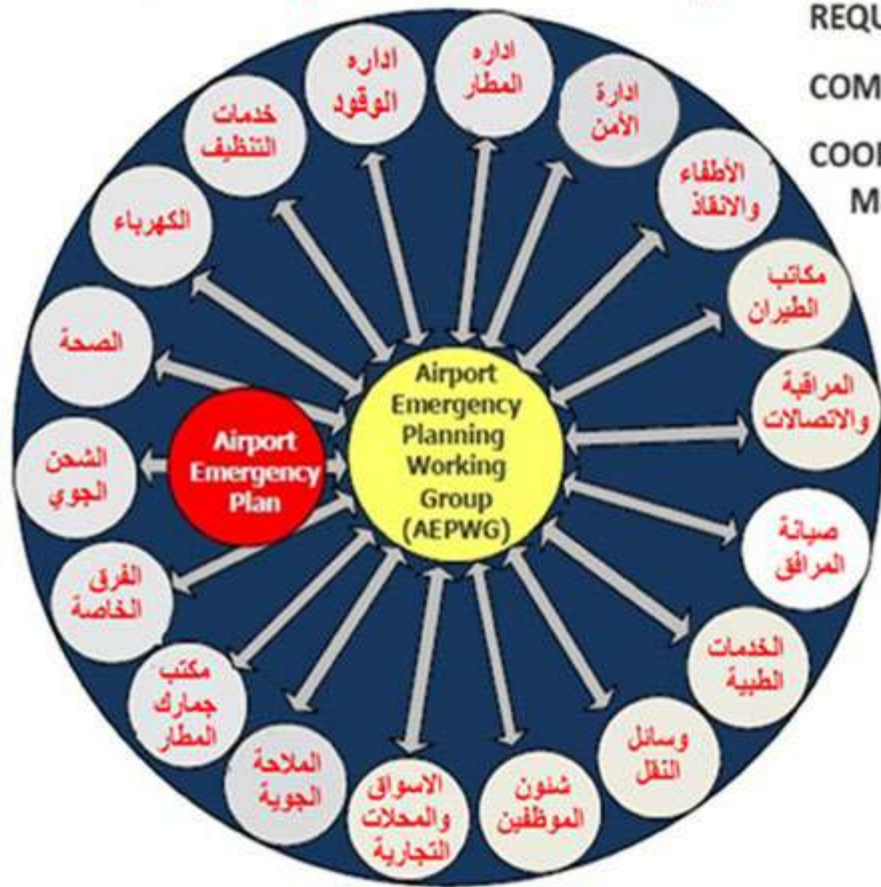 REQU
COM
COO
M
اداره
المطار
ادارة
الأمن
الأطفاء
والانقاذ
مكاتب
الطيران
المراقبة
والاتصالات
صيانة
المرافق
الخدمات
الطبية
وسائل
النقل
شئون
الموظفين
الاسواق
والمحلات
التجارية
الملاحة
الجوية
مكتب
جمارك
المطار
الفرق
الخاصة
الشحن
الجوي
الصحة
الكهرباء
خدمات
التنظيف
اداره
الوقود
Airport
Emergency
Plan
Airport
Emergency
Planning
Working
Group
(AEPWG)